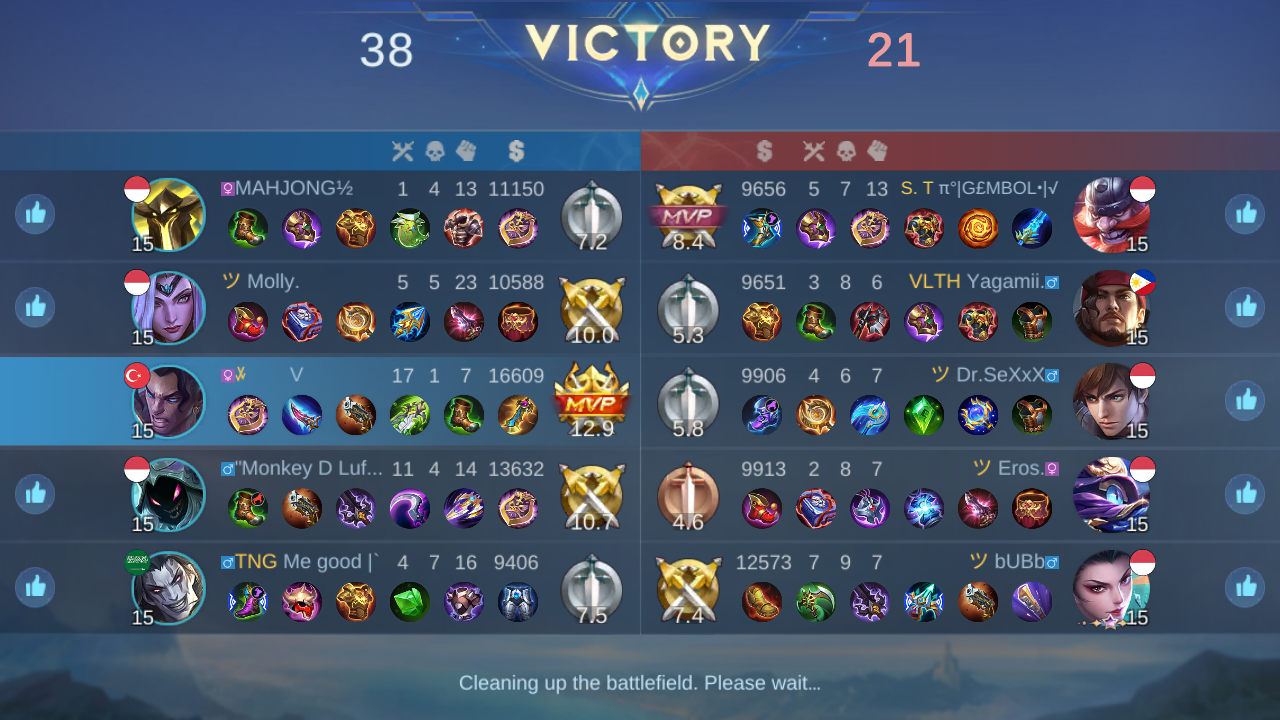 38 VICTORY 21
MAHJONG½ 1 4 13 11150 7.2 15
MVP 8.4 9656 5 7 13 S. T π°|G£MBOL•|√ 15
ツ Molly. 5 5 23 10588 10.0 15
5.3 9651 3 8 6 VLTH Yagamii. 15
V 17 1 7 16609 MVP 12.9 15
5.8 9906 4 6 7 ツ Dr.SeXxX 15
"Monkey D Luf... 11 4 14 13632 10.7 15
4.6 9913 2 8 7 ツ Eros. 15
TNG Me good |` 4 7 16 9406 7.5 15
7.4 12573 7 9 7 ツ bUBb 15
Cleaning up the battlefield. Please wait...